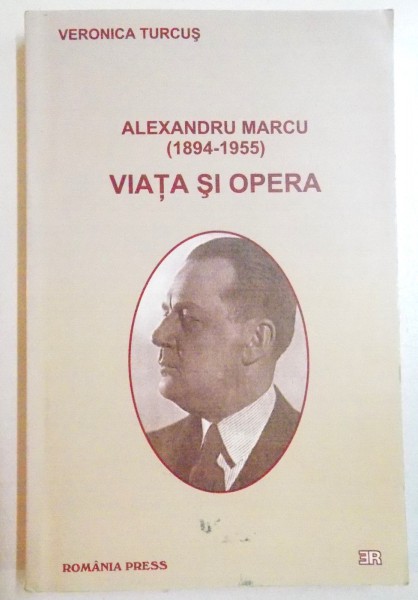 VERONICA TURCUŞ
ALEXANDRU MARCU
(1894-1955)
VIAŢA ŞI OPERA
ROMÂNIA PRESS